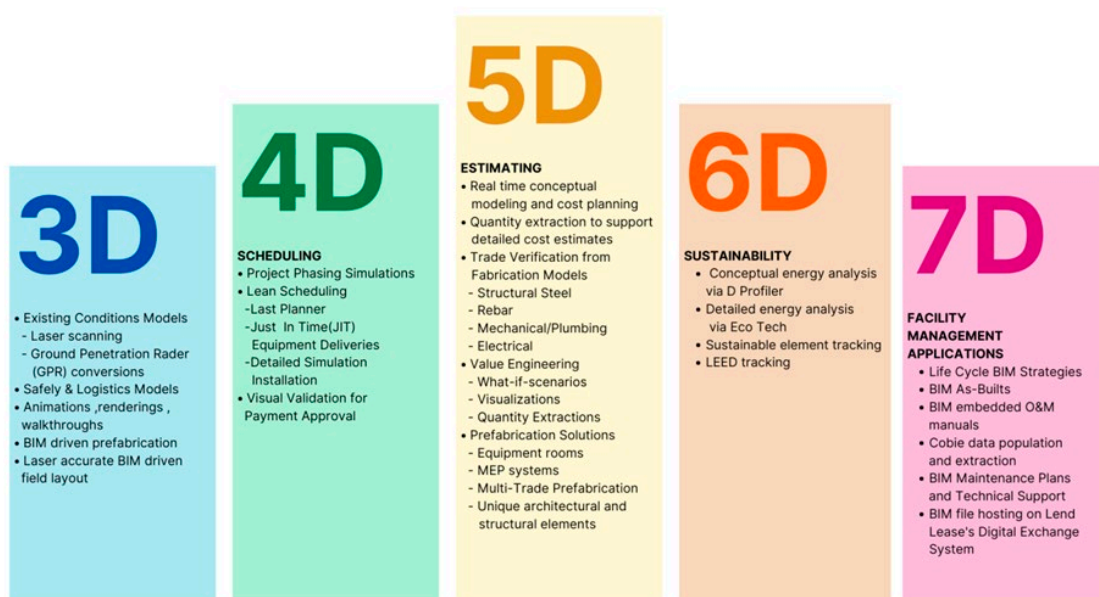 3D
• Existing Conditions Models
- Laser scanning
- Ground Penetration Rader
(GPR) conversions
• Safely & Logistics Models
• Animations ,renderings ,
walkthroughs
• BIM driven prefabrication
• Laser accurate BIM driven
field layout
4D
SCHEDULING
• Project Phasing Simulations
• Lean Scheduling
-Last Planner
-Just In Time(JIT)
Equipment Deliveries
-Detailed Simulation
Installation
• Visual Validation for
Payment Approval
5D
ESTIMATING
• Real time conceptual
modeling and cost planning
• Quantity extraction to support
detailed cost estimates
• Trade Verification from
Fabrication Models
- Structural Steel
- Rebar
- Mechanical/Plumbing
- Electrical
• Value Engineering
- What-if-scenarios
- Visualizations
- Quantity Extractions
• Prefabrication Solutions
- Equipment rooms
- MEP systems
- Multi-Trade Prefabrication
- Unique architectural and
structural elements
6D
SUSTAINABILITY
• Conceptual energy analysis
via D Profiler
• Detailed energy analysis
via Eco Tech
• Sustainable element tracking
• LEED tracking
7D
FACILITY
MANAGEMENT
APPLICATIONS
• Life Cycle BIM Strategies
• BIM As-Builts
• BIM embedded O&M
manuals
• Cobie data population
and extraction
• BIM Maintenance Plans
and Technical Support
• BIM file hosting on Lend
Lease's Digital Exchange
System